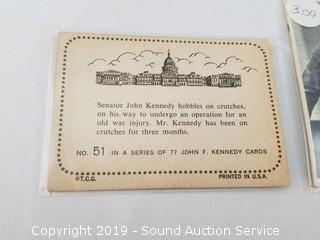 3.00
Senator John Kennedy hobbles on crutches,
on his way to undergo an operation for an
old war injury. Mr. Kennedy has been on
crutches for three months.
NO. 51 IN A SERIES OF 77 JOHN F. KENNEDY CARDS
©T.C.G. PRINTED IN U.S.A.
Copyright 2019 - Sound Auction Service